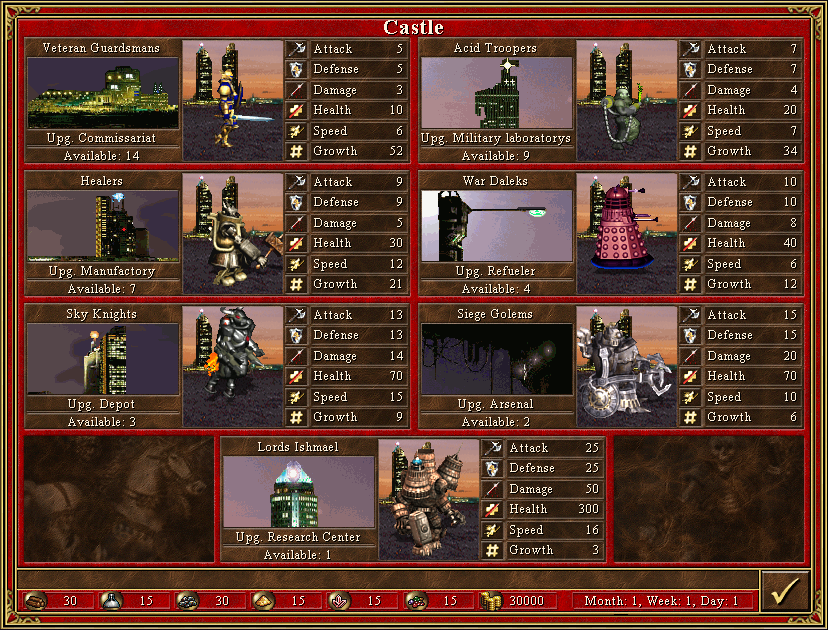 Castle
Veteran Guardsmans
Attack 5
Defense 5
Damage 3
Health 10
Speed 6
Growth 52
Upg. Commissariat
Available: 14
Acid Troopers
Attack 7
Defense 7
Damage 4
Health 20
Speed 7
Growth 34
Upg. Military laboratorys
Available: 9
Healers
Attack 9
Defense 9
Damage 5
Health 30
Speed 12
Growth 21
Upg. Manufactory
Available: 7
War Daleks
Attack 10
Defense 10
Damage 8
Health 40
Speed 6
Growth 12
Upg. Refueler
Available: 4
Sky Knights
Attack 13
Defense 13
Damage 14
Health 70
Speed 15
Growth 9
Upg. Depot
Available: 3
Siege Golems
Attack 15
Defense 15
Damage 20
Health 70
Speed 10
Growth 6
Upg. Arsenal
Available: 2
Lords Ishmael
Attack 25
Defense 25
Damage 50
Health 300
Speed 16
Growth 3
Upg. Research Center
Available: 1
30 15 30 15 15 15 30000 Month: 1, Week: 1, Day: 1